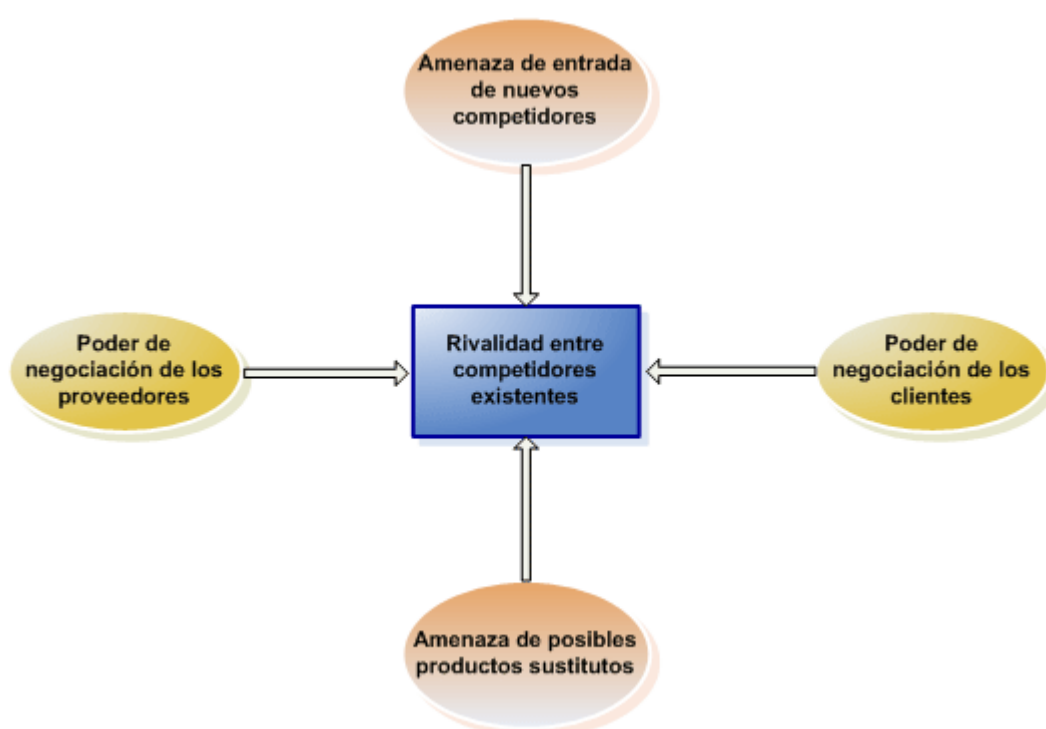 Amenaza de entrada
de nuevos
competidores
Poder de
negociación de los
proveedores
Rivalidad entre
competidores
existentes
Poder de
negociación de los
clientes
Amenaza de posibles
productos sustitutos